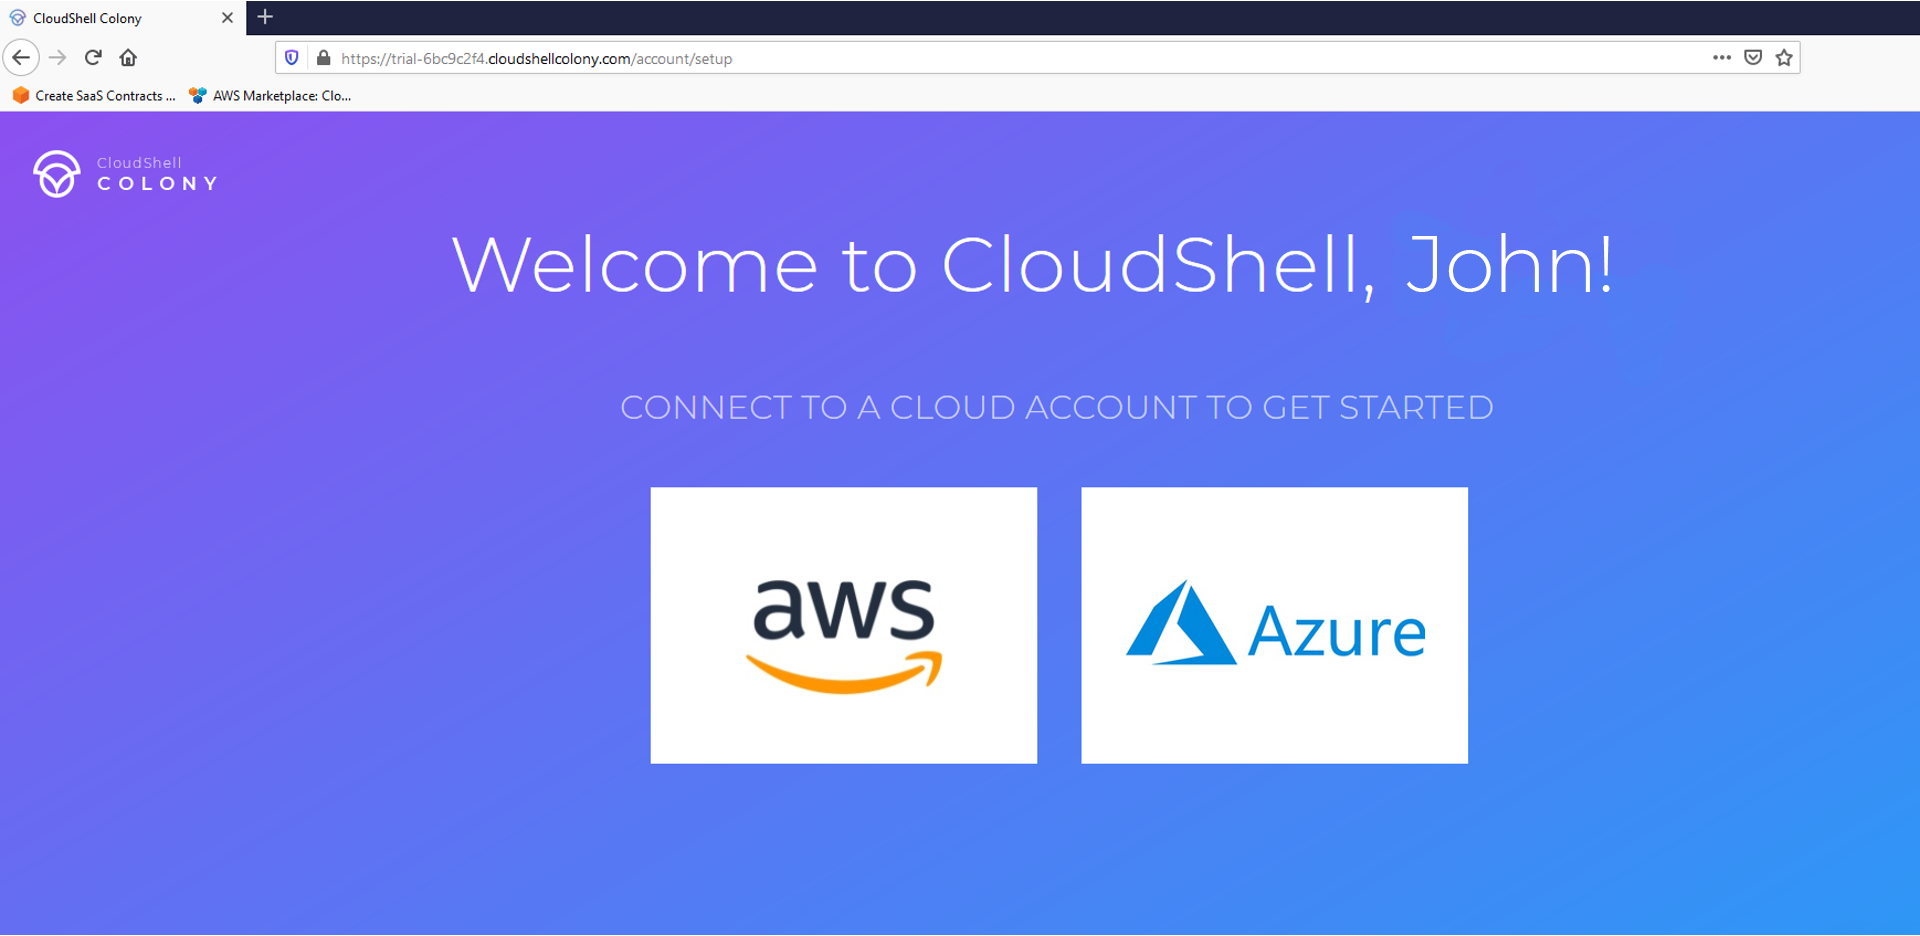 CloudShell Colony
https://trial-6bc9c2f4.cloudshellcolony.com/account/setup
Create SaaS Contracts ... AWS Marketplace: Clo...
CloudShell
COLONY
Welcome to CloudShell, John!
CONNECT TO A CLOUD ACCOUNT TO GET STARTED
aws
Azure